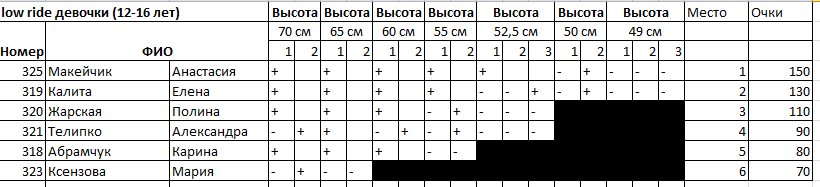 low ride девочки (12-16 лет) Высота Высота Высота Высота Высота Высота Высота Место Очки
70 см 65 см 60 см 55 см 52,5 см 50 см 49 см
Номер ФИО 1 2 1 2 1 2 1 2 1 2 3 1 2 1 2 3
325 Макейчик Анастасия + + + + + - + - - - 1 150
319 Калита Елена + + + + - - + - + - - - 2 130
320 Жарская Полина + + + - + - - - 3 110
321 Телипко Александра - + + - + - + - - - 4 90
318 Абрамчук Карина + + + - - 5 80
323 Ксензова Мария - + - - 6 70